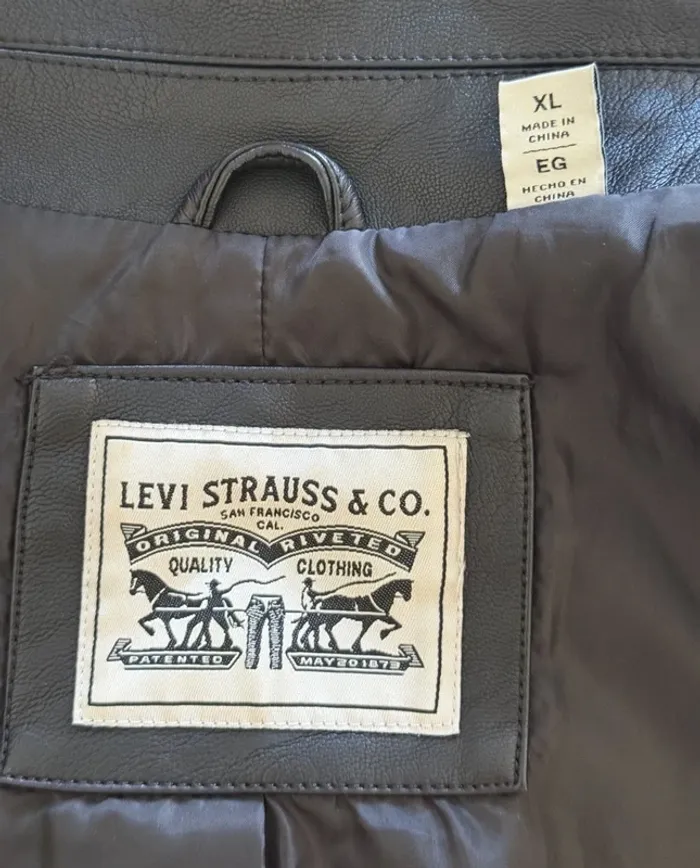 XL
MADE IN
CHINA
EG
HECHO EN
CHINA
LEVI STRAUSS & CO.
SAN FRANCISCO
CAL.
ORIGINAL RIVETED
QUALITY CLOTHING
PATENTED MAY 20 1873